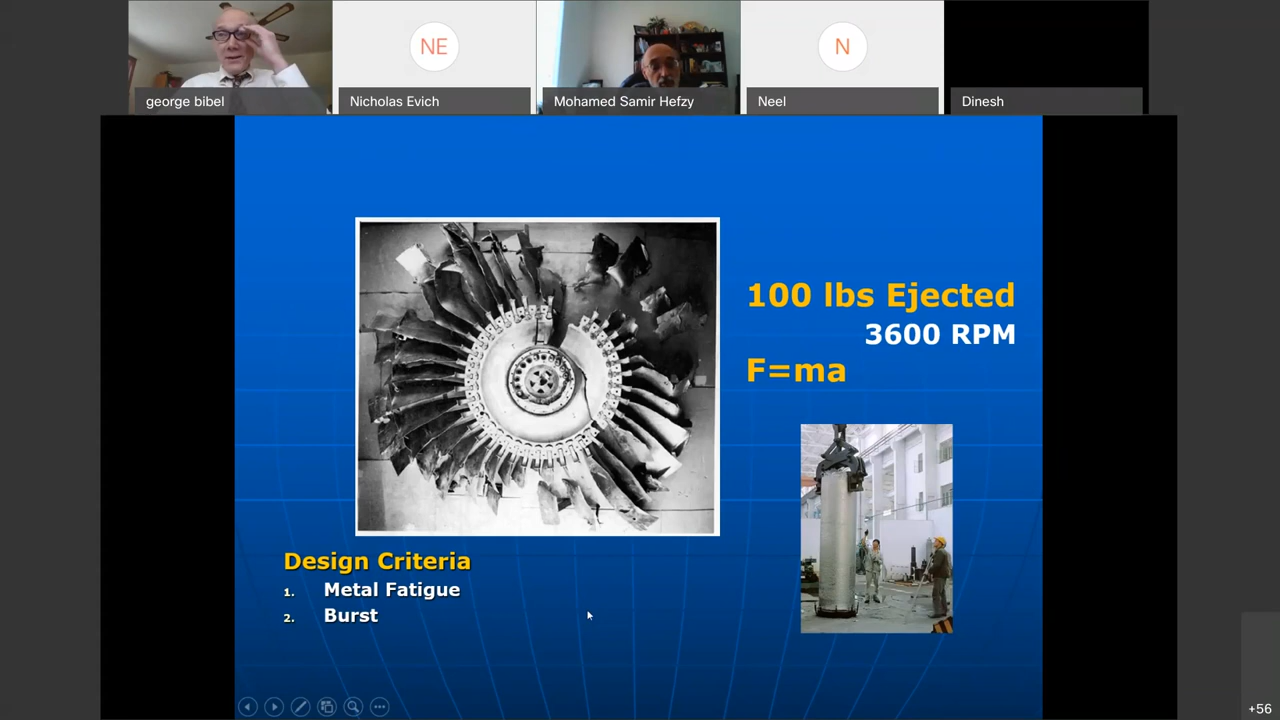 NE
N
george bibel
Nicholas Evich
Mohamed Samir Hefzy
Neel
Dinesh
100 lbs Ejected
3600 RPM
F=ma
Design Criteria
1. Metal Fatigue
2. Burst
+56